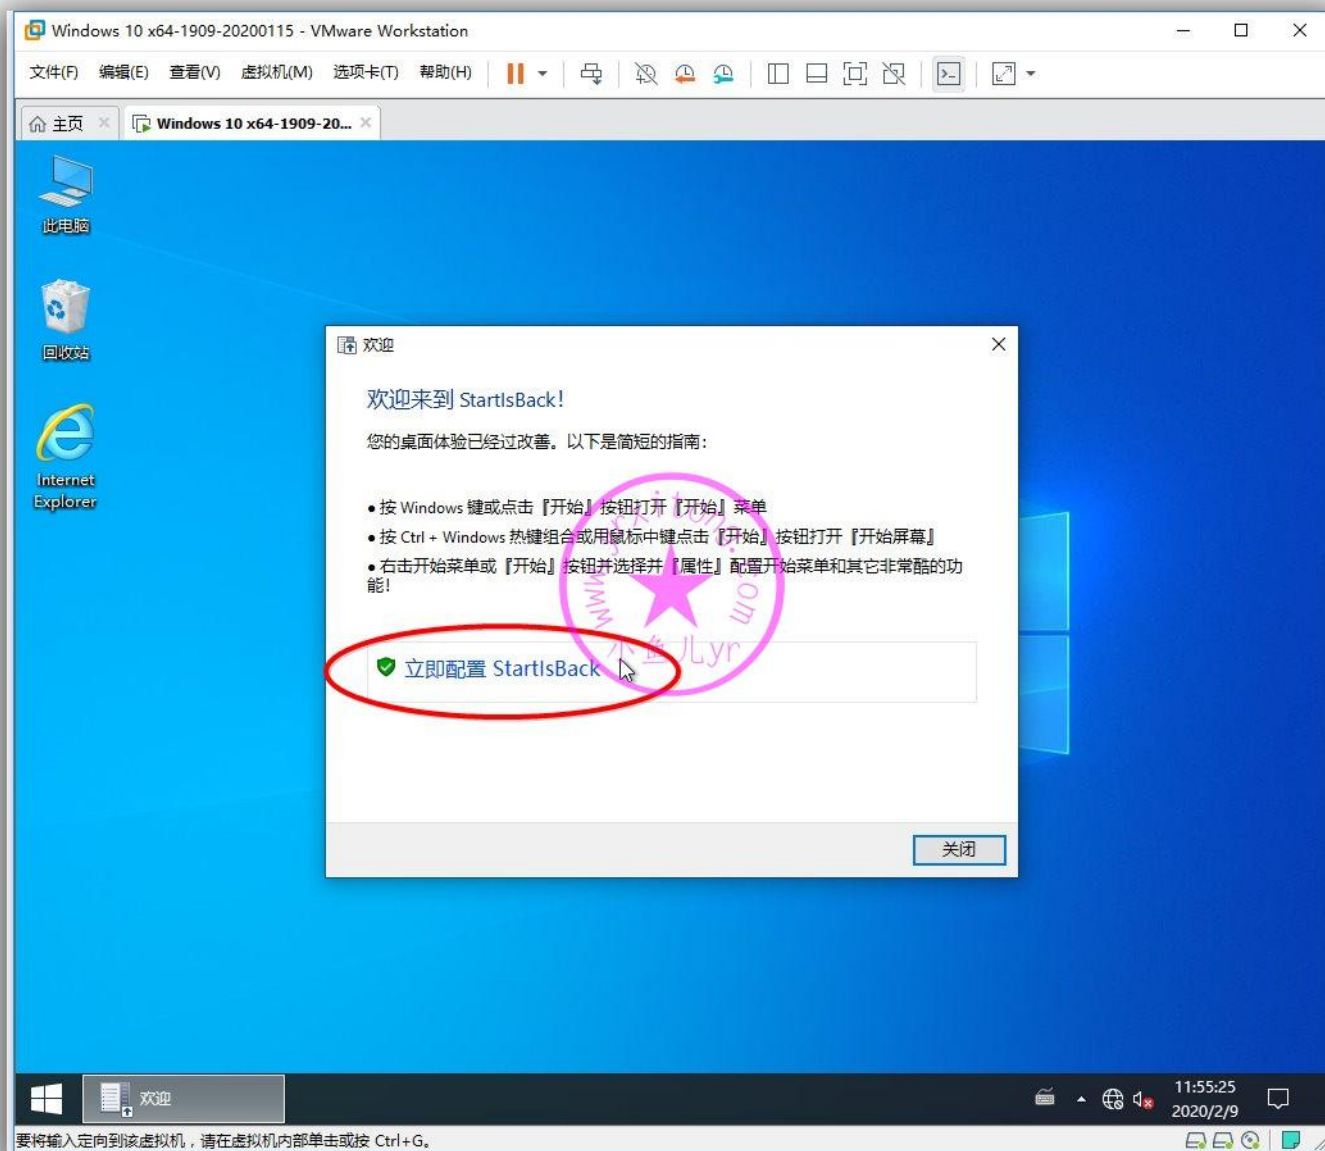 Windows 10 x64-1909-20200115 - VMware Workstation
文件(F) 编辑(E) 查看(V) 虚拟机(M) 选项卡(T) 帮助(H)
主页 Windows 10 x64-1909-20...
此电脑
回收站
Internet
Explorer
欢迎
欢迎来到 StartIsBack!
您的桌面体验已经过改善。以下是简短的指南:
• 按 Windows 键或点击『开始』按钮打开『开始』菜单
• 按 Ctrl + Windows 热键组合或用鼠标中键点击『开始』按钮打开『开始屏幕』
• 右击开始菜单或『开始』按钮并选择并『属性』配置开始菜单和其它非常酷的功
能!
www.yrxitong.com
小鱼儿yr
立即配置 StartIsBack
关闭
欢迎
11:55:25
2020/2/9
要将输入定向到该虚拟机，请在虚拟机内部单击或按 Ctrl+G。